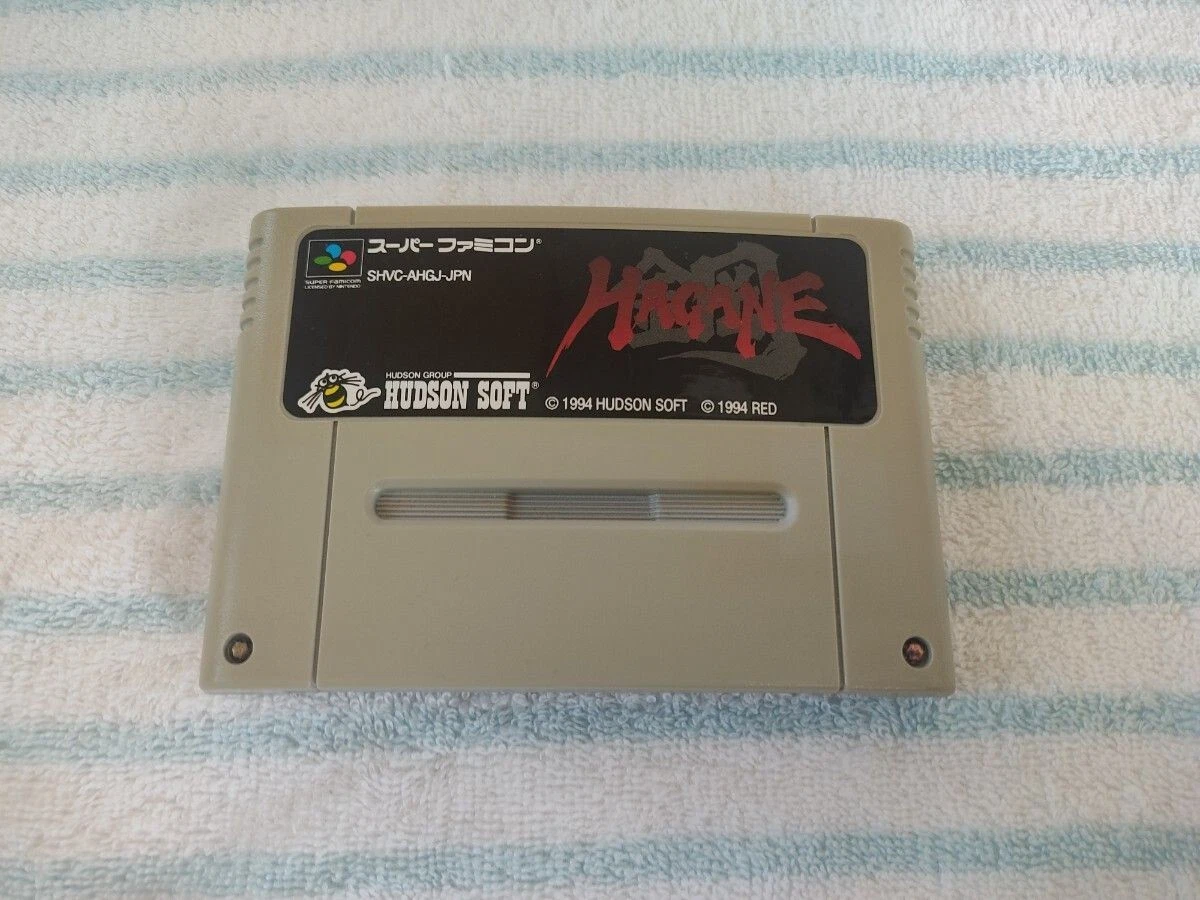 スーパーファミコン®
SHVC-AHGJ-JPN
SUPER FAMICOM
LICENSED BY NINTENDO
鋼
HAGANE
HUDSON GROUP
HUDSON SOFT®
© 1994 HUDSON SOFT © 1994 RED